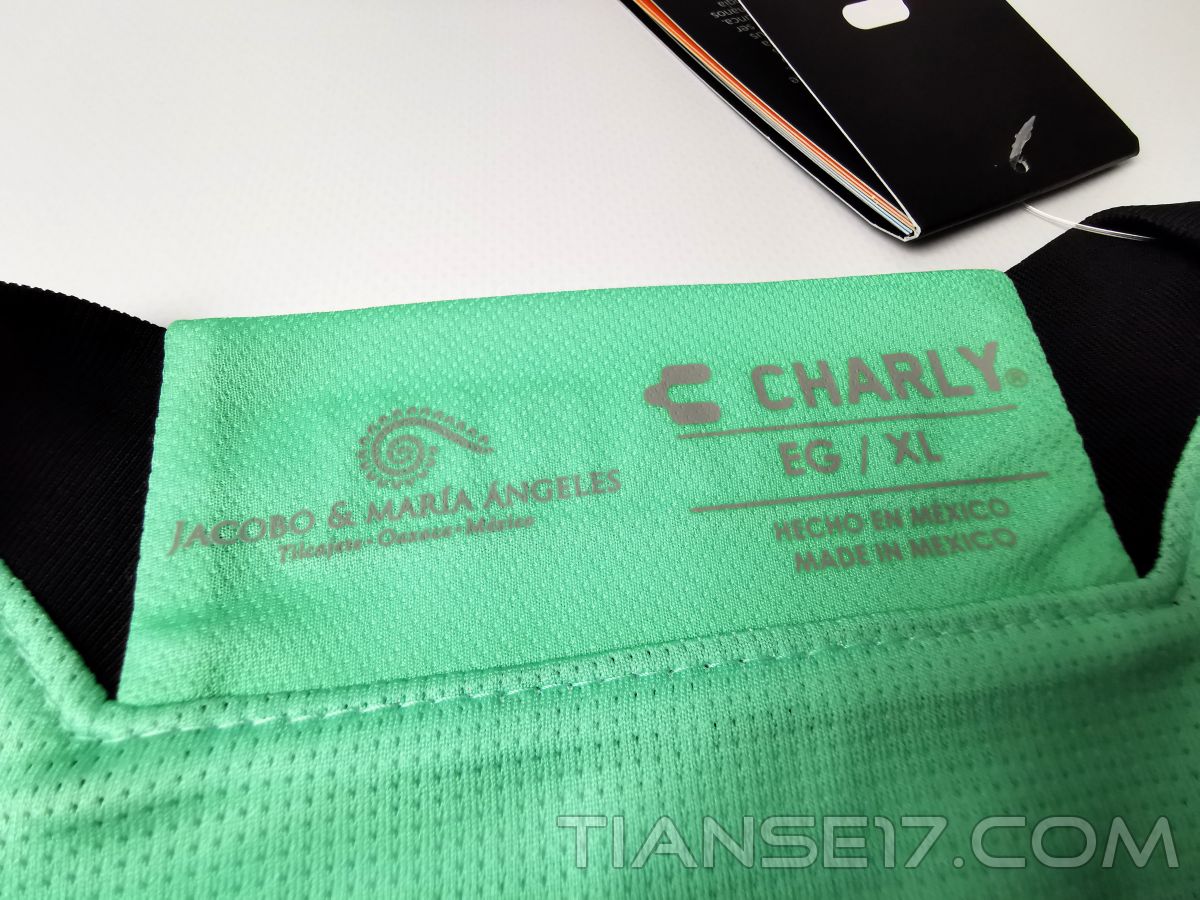 JACOBO & MARÍA ÁNGELES
Tilcajete · Oaxaca · México
CHARLY®
EG / XL
HECHO EN MÉXICO
MADE IN MEXICO
TIANSE17.COM